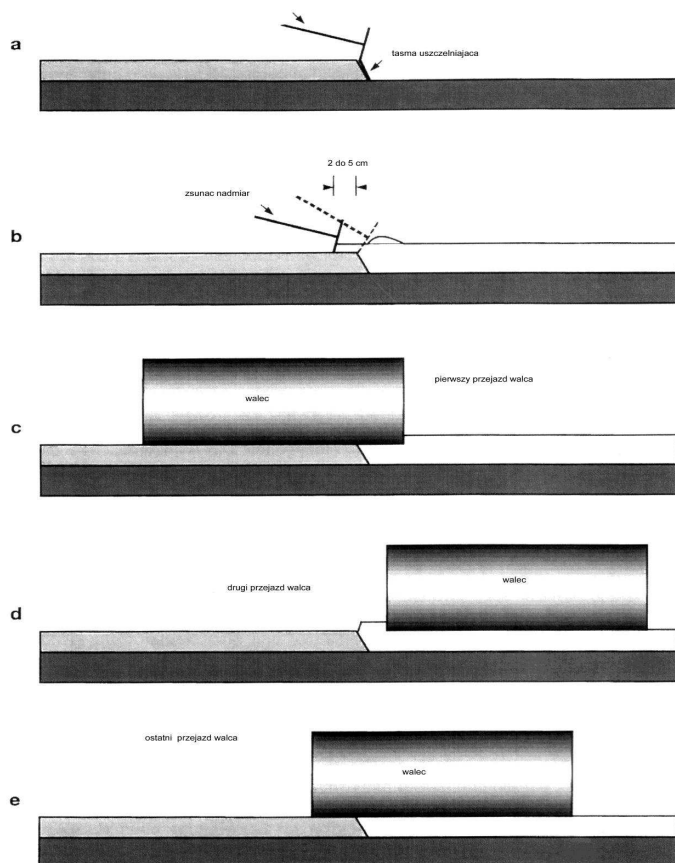 a
tasma uszczelniajaca
2 do 5 cm
zsunac nadmiar
b
pierwszy przejazd walca
walec
c
walec
drugi przejazd walca
d
ostatni przejazd walca
walec
e